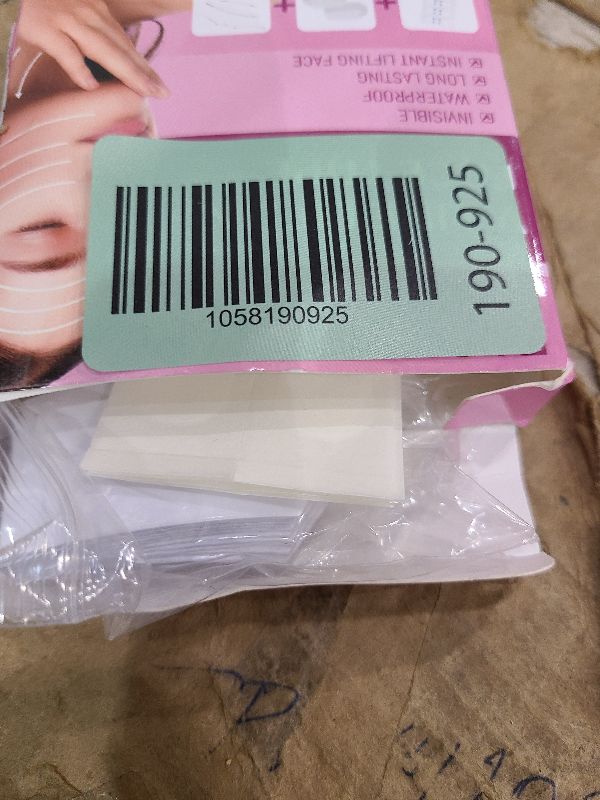 INSTANT LIFTING FACE
LONG LASTING
WATERPROOF
INVISIBLE
1058190925
190-925